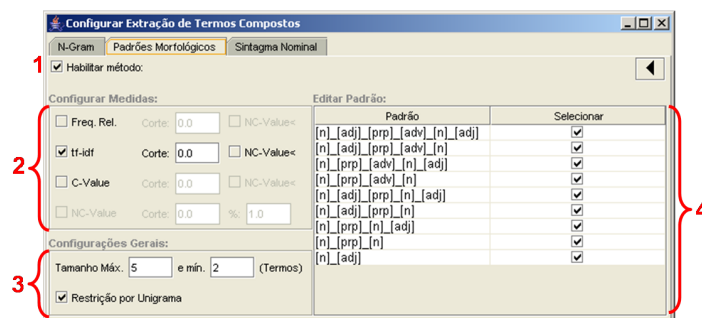 Configurar Extração de Termos Compostos
N-Gram Padrões Morfológicos Sintagma Nominal
1 Habilitar método:
Configurar Medidas:
Freq. Rel. Corte: 0.0 NC-Value<
tf-idf Corte: 0.0 NC-Value<
2
C-Value Corte: 0.0 NC-Value<
NC-Value Corte: 0.0 %: 1.0
Configurações Gerais:
3
Tamanho Máx. 5 e mín. 2 (Termos)
Restrição por Unigrama
Editar Padrão:
Padrão Selecionar
[n]_[adj]_[prp]_[adv]_[n]_[adj]
[n]_[adj]_[prp]_[adv]_[n]
[n]_[prp]_[adv]_[n]_[adj]
[n]_[prp]_[adv]_[n]
[n]_[adj]_[prp]_[n]_[adj]
[n]_[adj]_[prp]_[n]
[n]_[prp]_[n]_[adj]
[n]_[prp]_[n]
[n]_[adj]
4